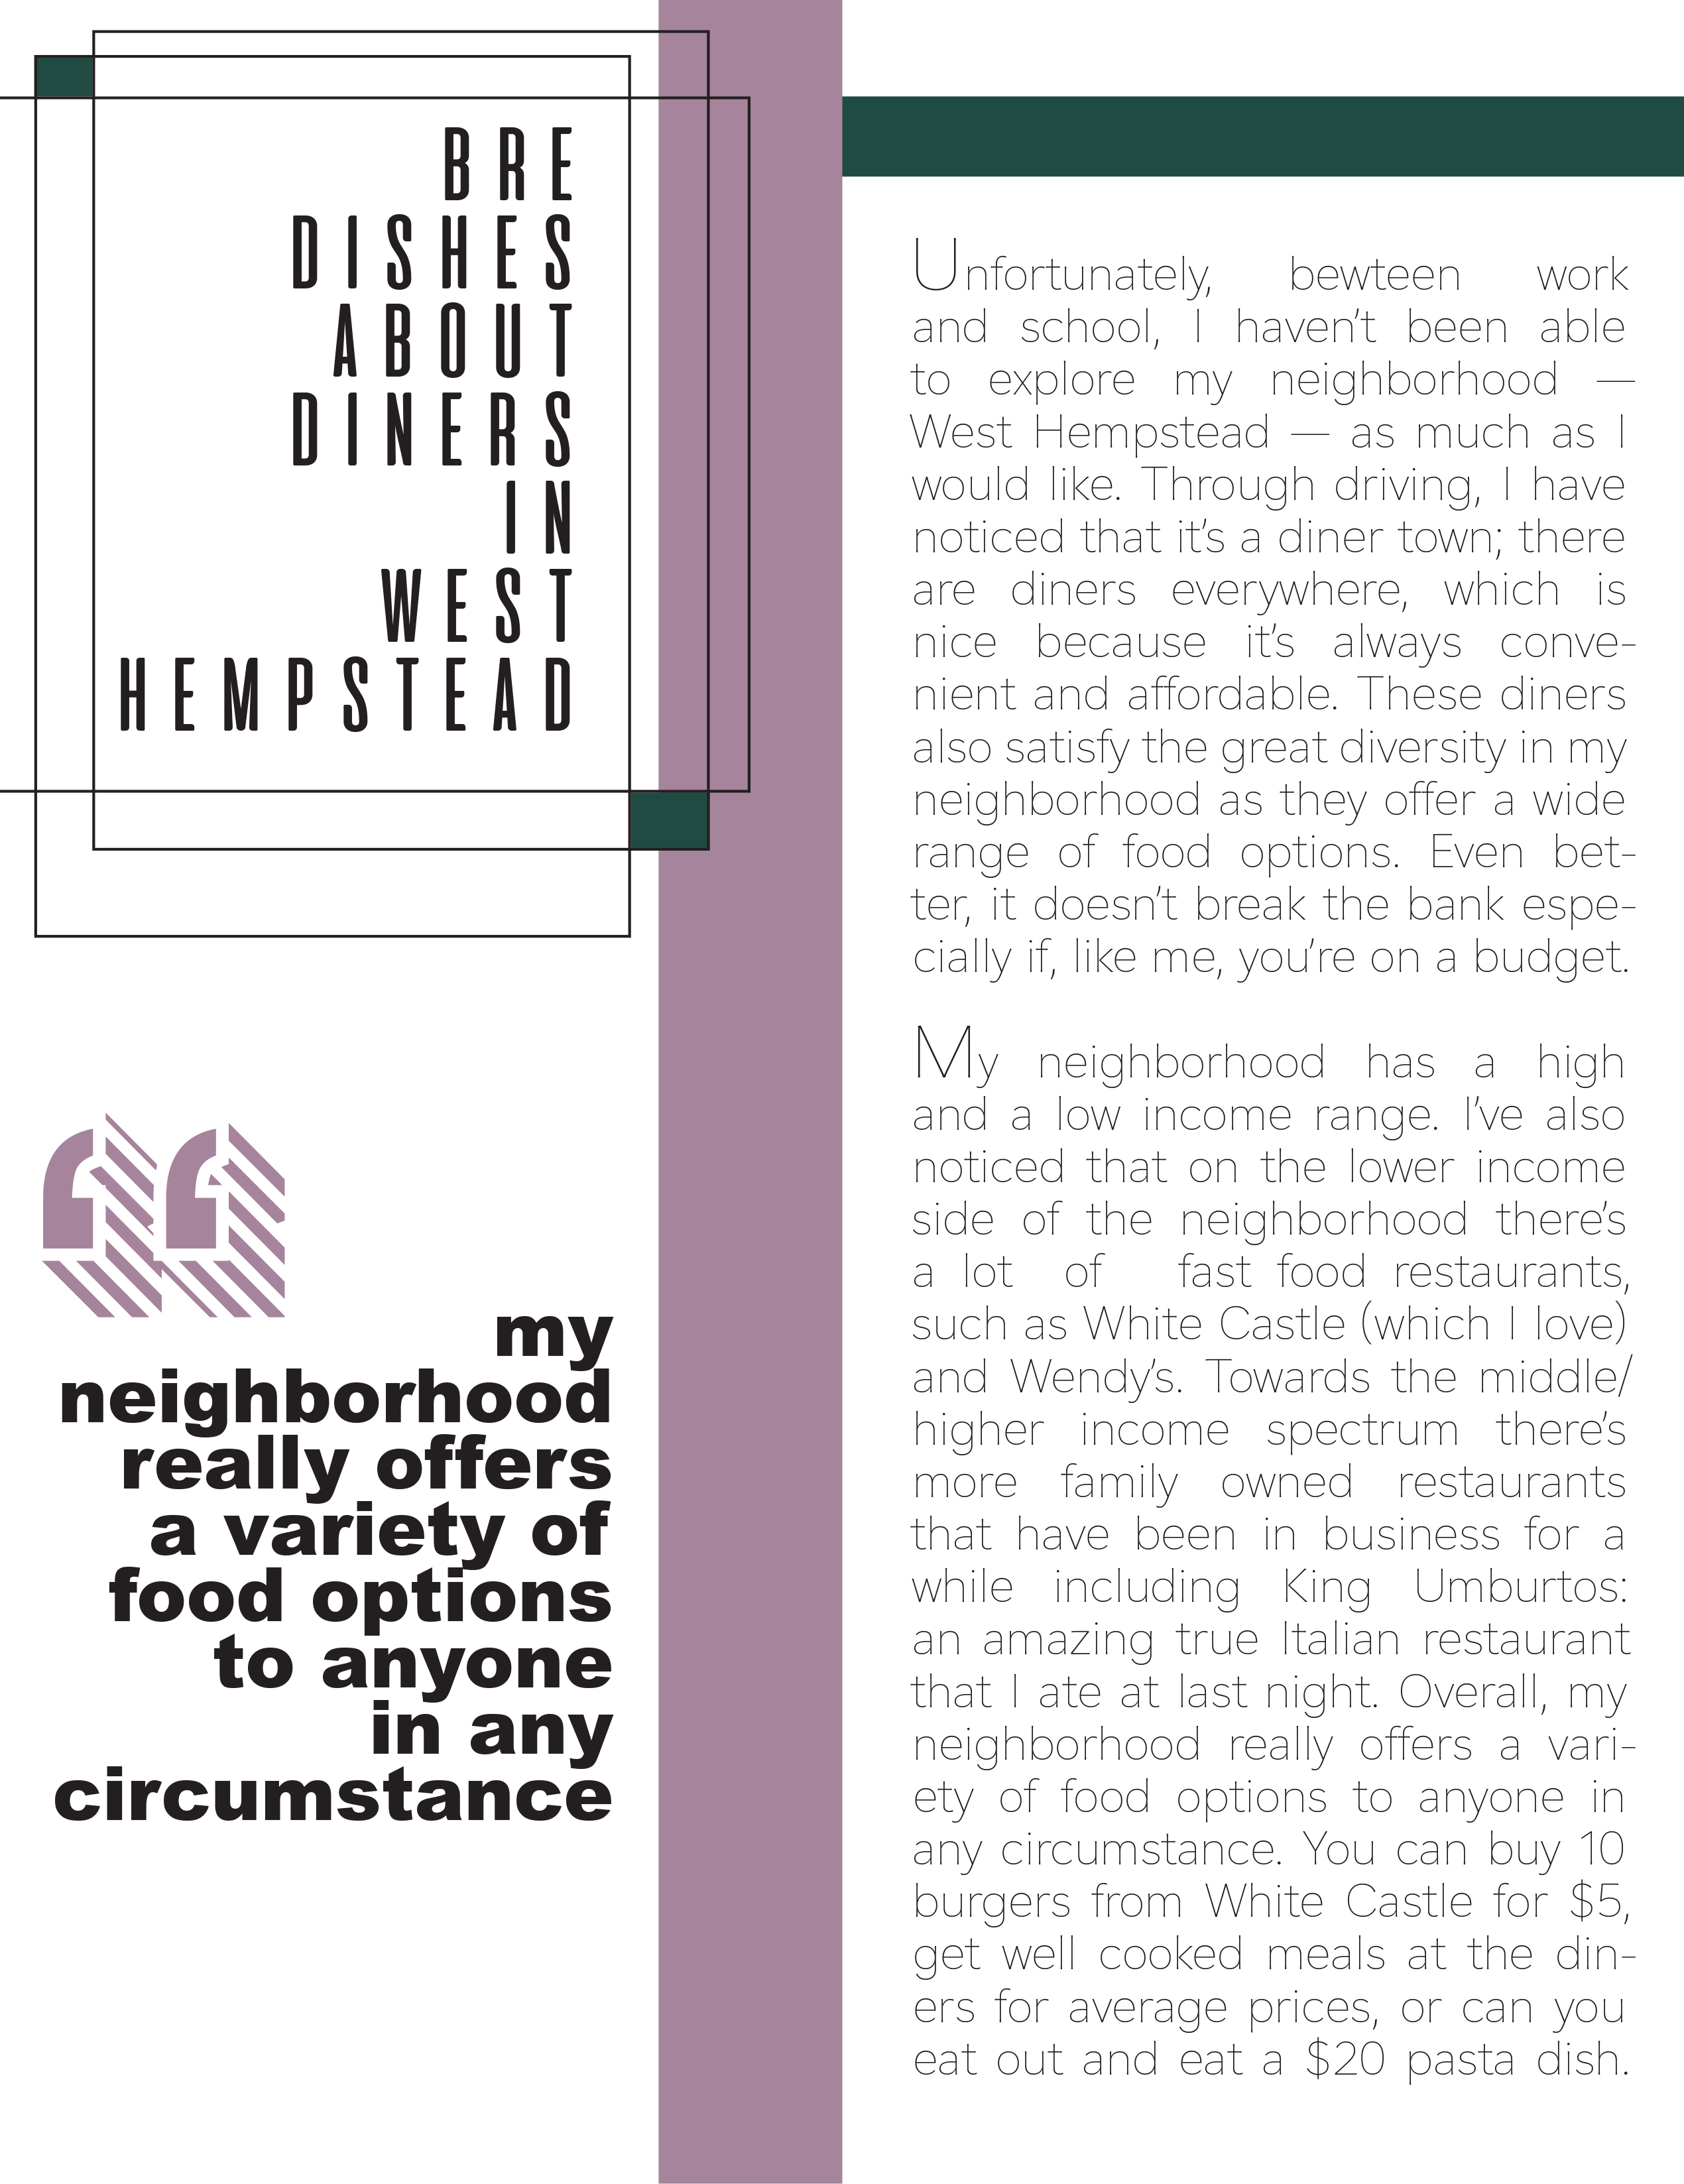 BRE
DISHES
ABOUT
DINERS
IN
WEST
HEMPSTEAD
my
neighborhood
really offers
a variety of
food options
to anyone
in any
circumstance
Unfortunately, bewteen work
and school, I haven't been able
to explore my neighborhood —
West Hempstead — as much as I
would like. Through driving, I have
noticed that it's a diner town; there
are diners everywhere, which is
nice because it's always conve-
nient and affordable. These diners
also satisfy the great diversity in my
neighborhood as they offer a wide
range of food options. Even bet-
ter, it doesn't break the bank espe-
cially if, like me, you're on a budget.
My neighborhood has a high
and a low income range. I've also
noticed that on the lower income
side of the neighborhood there's
a lot of fast food restaurants,
such as White Castle (which I love)
and Wendy's. Towards the middle/
higher income spectrum there's
more family owned restaurants
that have been in business for a
while including King Umburtos:
an amazing true Italian restaurant
that I ate at last night. Overall, my
neighborhood really offers a vari-
ety of food options to anyone in
any circumstance. You can buy 10
burgers from White Castle for $5,
get well cooked meals at the din-
ers for average prices, or can you
eat out and eat a $20 pasta dish.